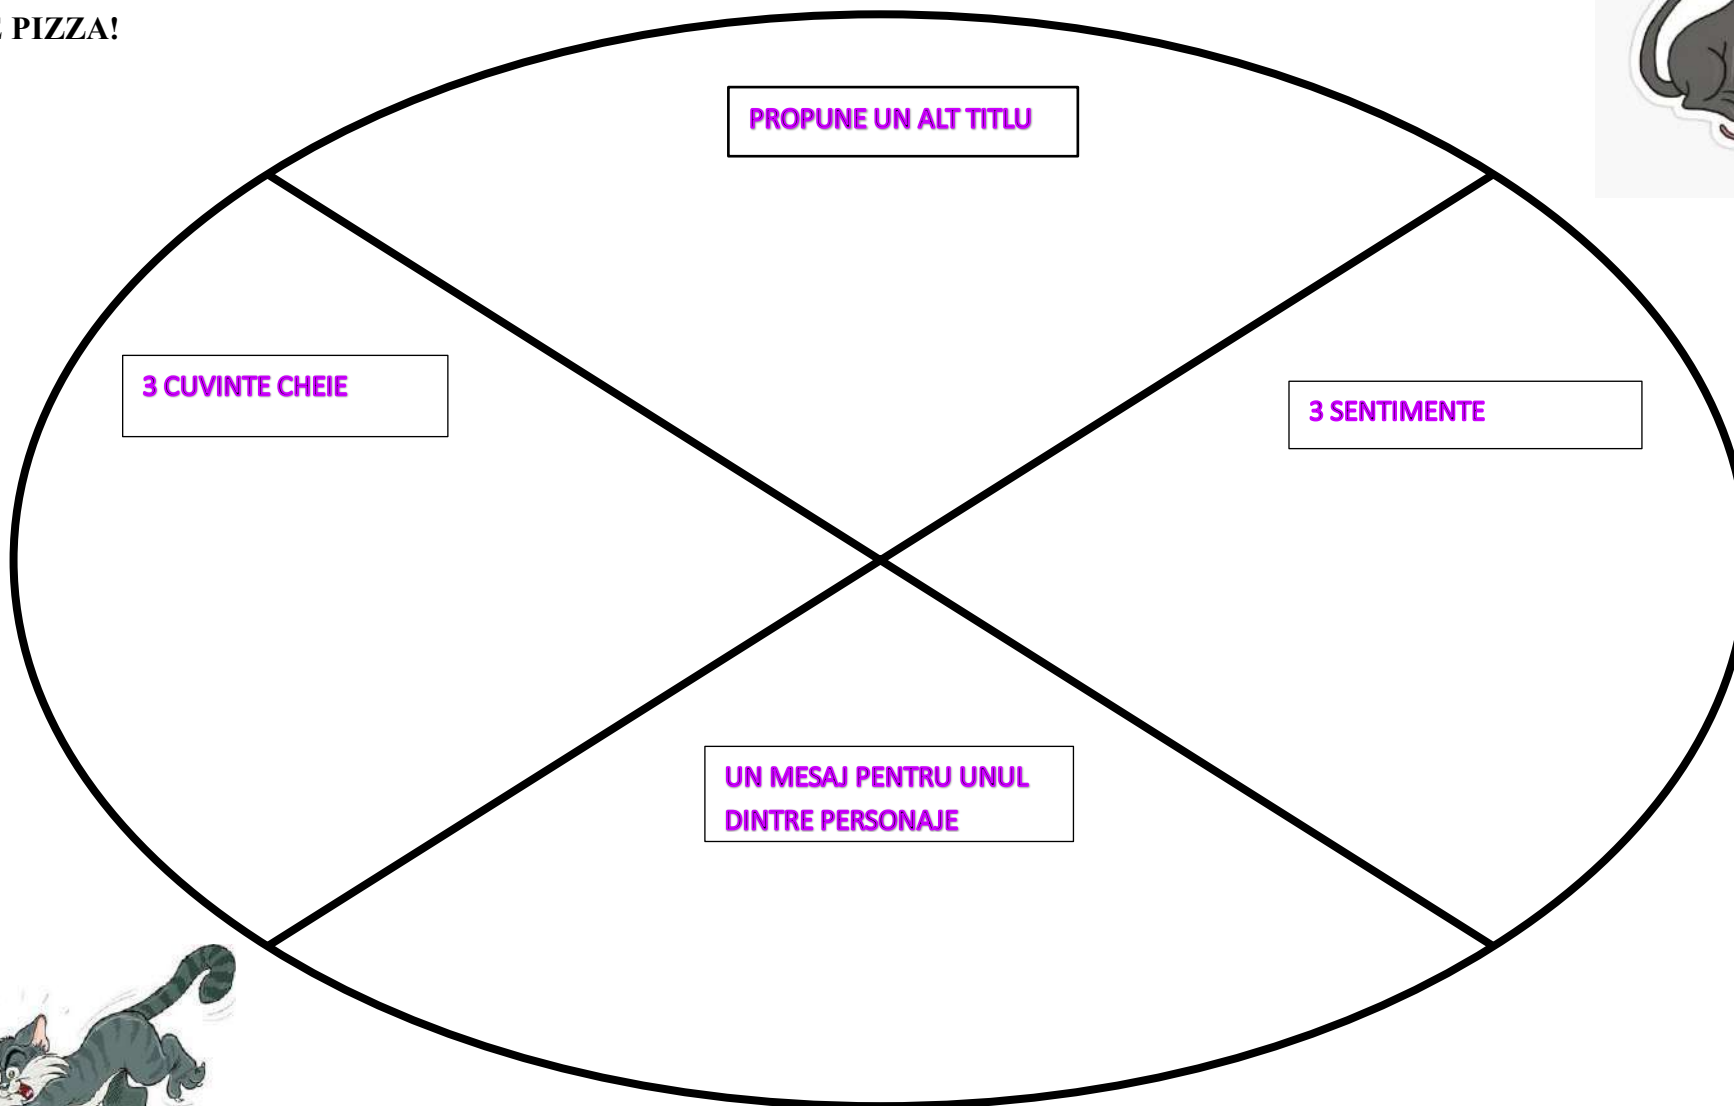 PIZZA!
PROPUNE UN ALT TITLU
3 CUVINTE CHEIE
3 SENTIMENTE
UN MESAJ PENTRU UNUL
DINTRE PERSONAJE